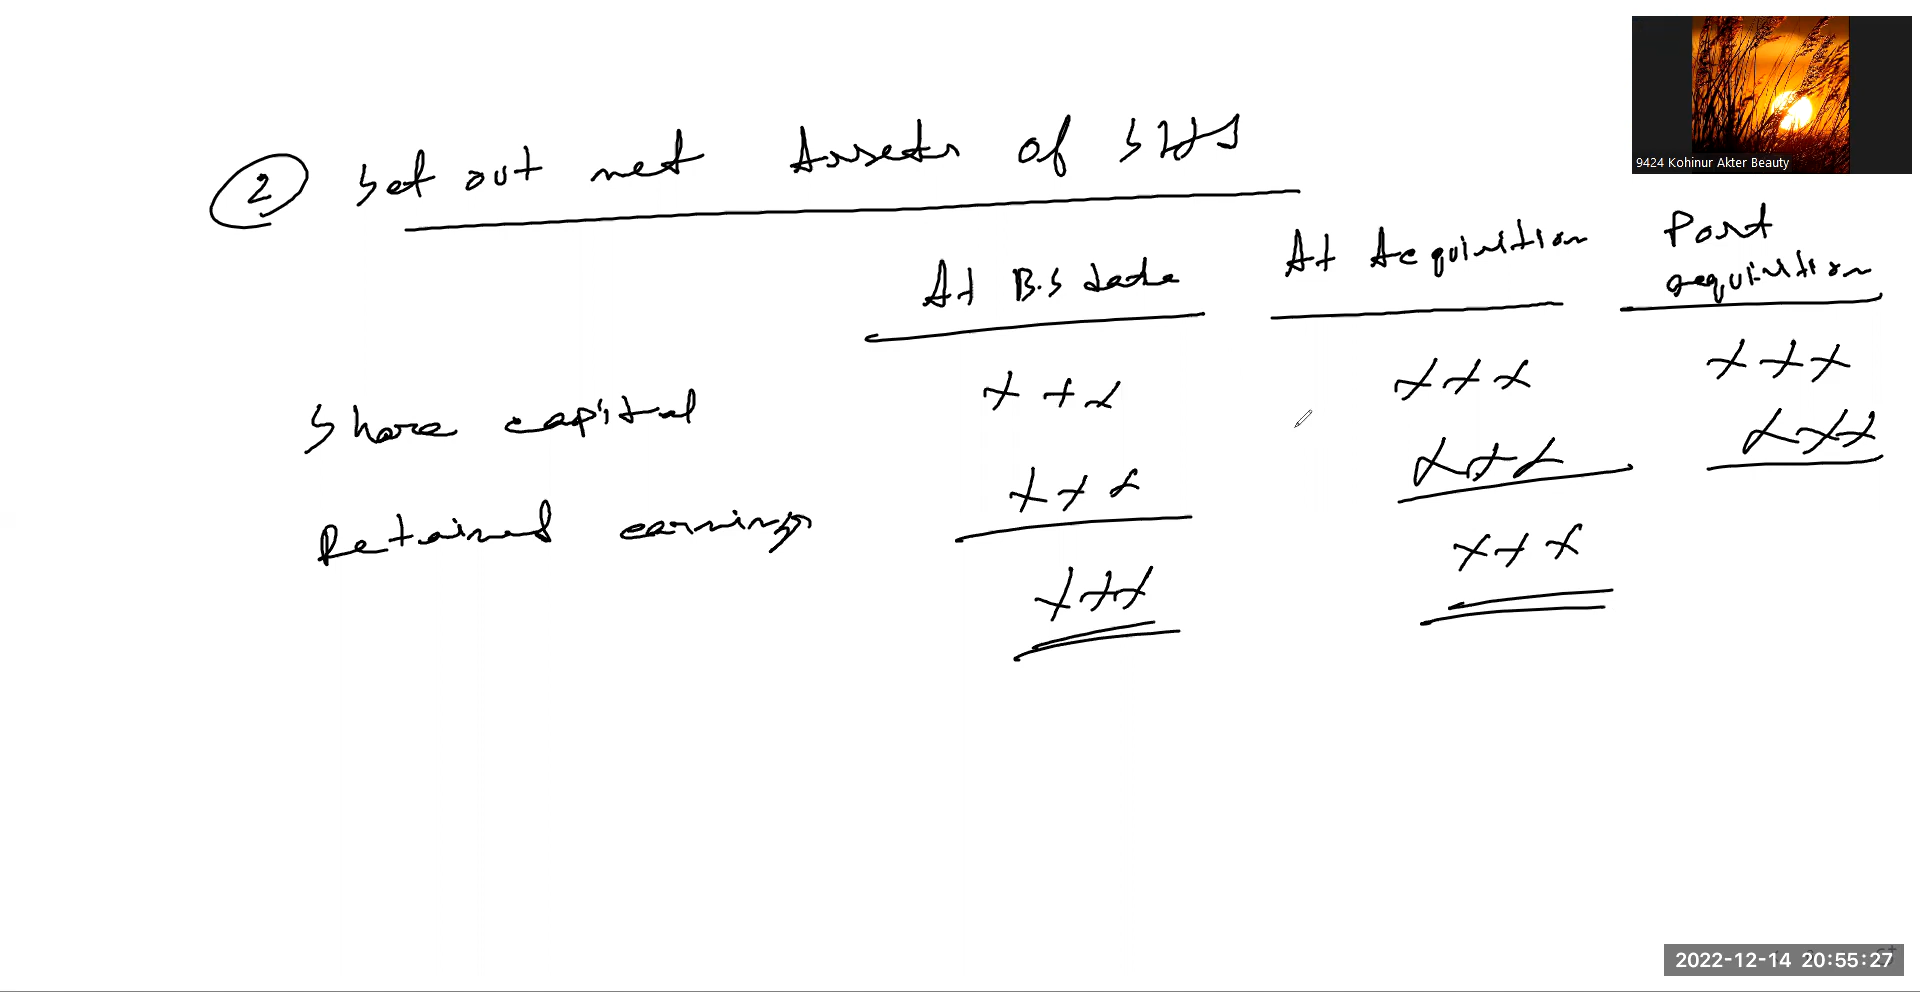 9424 Kohinur Akter Beauty
2 Set out net Assets of
At B.S date At Acquisition Post acquisition
Share capital xxx xxx xxx
Retained earnings xxx xxx xxx
xxx xxx
2022-12-14 20:55:27